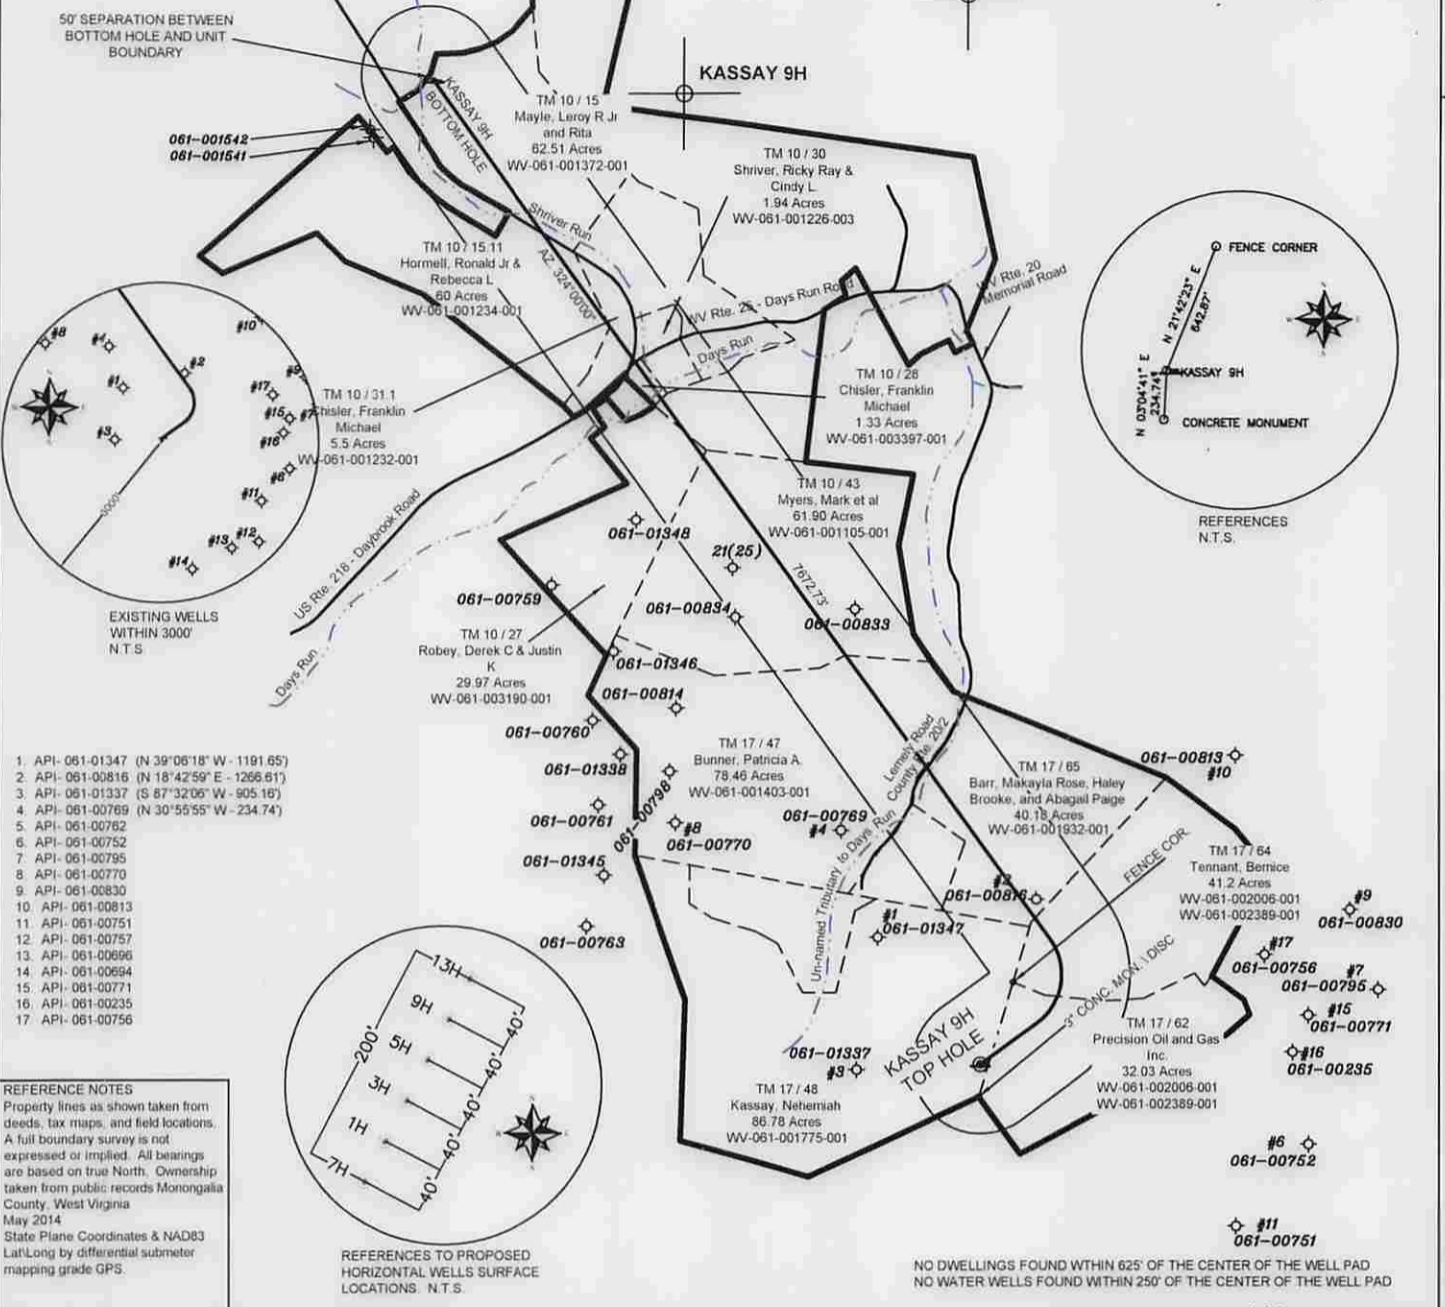 50' SEPARATION BETWEEN
BOTTOM HOLE AND UNIT
BOUNDARY
KASSAY 9H
KASSAY 9H
BOTTOM HOLE
061-001542
061-001541
TM 10 / 15
Mayle, Leroy R Jr
and Rita
62.51 Acres
WV-061-001372-001
TM 10 / 30
Shriver, Ricky Ray &
Cindy L
1.94 Acres
WV-061-001226-003
Shriver Run
AZ. 324°00'00"
TM 10 / 15.11
Hormell, Ronald Jr &
Rebecca L
60 Acres
WV-061-001234-001
WV Rte. 25 - Days Run Road
WV Rte. 20
Memorial Road
Days Run
FENCE CORNER
N 21°42'23" E
642.87'
KASSAY 9H
N 03°04'41" E
234.74'
CONCRETE MONUMENT
REFERENCES
N.T.S.
#8
#4
#10
#2
#1
#9
#17
#15
#7
#16
#3
#6
#11
#13
#12
#14
3000'
EXISTING WELLS
WITHIN 3000'
N.T.S
TM 10 / 31.1
Chisler, Franklin
Michael
5.5 Acres
WV-061-001232-001
TM 10 / 28
Chisler, Franklin
Michael
1.33 Acres
WV-061-003397-001
US Rte. 218 - Daybrook Road
Days Run
TM 10 / 43
Myers, Mark et al
61.90 Acres
WV-061-001105-001
061-01348
21(25)
7672.73'
061-00759
061-00834
061-00833
TM 10 / 27
Robey, Derek C & Justin
K
29.97 Acres
WV-061-003190-001
061-01346
061-00814
061-00760
061-01338
061-00798
061-00761
061-01345
061-00763
TM 17 / 47
Bunner, Patricia A.
78.46 Acres
WV-061-001403-001
#8
061-00770
061-00769
#4
Lemely Road
County Rte. 20/2
Un-named Tributary to Days Run
TM 17 / 65
Barr, Makayla Rose, Haley
Brooke, and Abagail Paige
40.18 Acres
WV-061-001932-001
061-00813
#10
FENCE COR.
TM 17 / 64
Tennant, Bernice
41.2 Acres
WV-061-002006-001
WV-061-002389-001
#2
061-00816
#1
061-01347
#9
061-00830
#17
061-00756
#7
061-00795
#15
061-00771
#16
061-00235
3" CONC. MON. \ DISC
KASSAY 9H
TOP HOLE
TM 17 / 62
Precision Oil and Gas
Inc.
32.03 Acres
WV-061-002006-001
WV-061-002389-001
061-01337
#3
TM 17 / 48
Kassay, Nehemiah
86.78 Acres
WV-061-001775-001
#6
061-00752
#11
061-00751
1. API- 061-01347 (N 39°06'18" W - 1191.65')
2. API- 061-00816 (N 18°42'59" E - 1266.61')
3. API- 061-01337 (S 87°32'06" W - 905.16')
4. API- 061-00769 (N 30°55'55" W - 234.74')
5. API- 061-00762
6. API- 061-00752
7. API- 061-00795
8. API- 061-00770
9. API- 061-00830
10. API- 061-00813
11. API- 061-00751
12. API- 061-00757
13. API- 061-00696
14. API- 061-00694
15. API- 061-00771
16. API- 061-00235
17. API- 061-00756
13H
9H
5H
3H
1H
7H
200'
40'
40'
40'
40'
40'
REFERENCES TO PROPOSED
HORIZONTAL WELLS SURFACE
LOCATIONS. N.T.S.
REFERENCE NOTES
Property lines as shown taken from
deeds, tax maps, and field locations.
A full boundary survey is not
expressed or implied. All bearings
are based on true North. Ownership
taken from public records Monongalia
County, West Virginia
May 2014
State Plane Coordinates & NAD83
Lat\Long by differential submeter
mapping grade GPS.
NO DWELLINGS FOUND WTHIN 625' OF THE CENTER OF THE WELL PAD
NO WATER WELLS FOUND WITHIN 250' OF THE CENTER OF THE WELL PAD